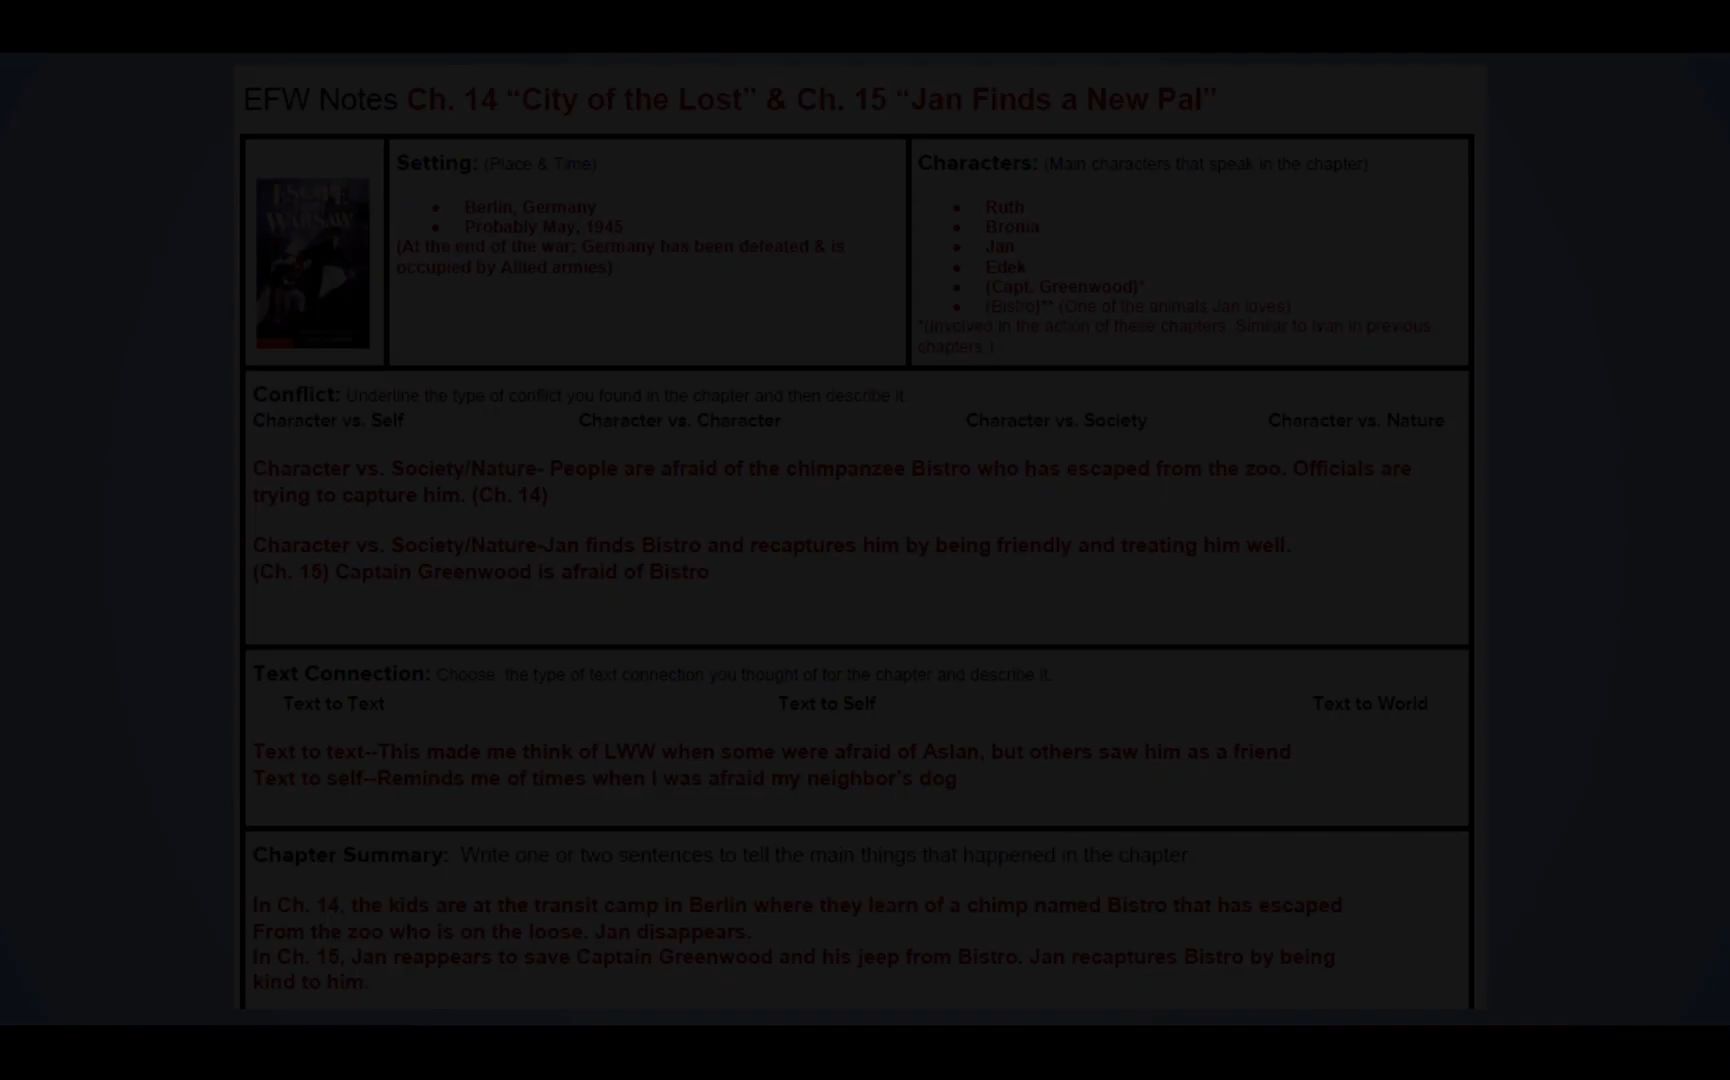 EFW Notes Ch. 14 “City of the Lost” & Ch. 15 “Jan Finds a New Pal”
Setting: (Place & Time)
• Berlin, Germany
• Probably May, 1945
(At the end of the war: Germany has been defeated & is
occupied by Allied armies)
Characters: (Main characters that speak in the chapter)
• Ruth
• Bronia
• Jan
• Edek
• (Capt. Greenwood)*
• (Bistro)** (One of the animals Jan loves)
*(Involved in the action of these chapters. Similar to Ivan in previous
chapters.)
ESCAPE
WARSAW
Conflict: Underline the type of conflict you found in the chapter and then describe it
Character vs. Self Character vs. Character Character vs. Society Character vs. Nature
Character vs. Society/Nature- People are afraid of the chimpanzee Bistro who has escaped from the zoo. Officials are
trying to capture him. (Ch. 14)
Character vs. Society/Nature-Jan finds Bistro and recaptures him by being friendly and treating him well.
(Ch. 15) Captain Greenwood is afraid of Bistro
Text Connection: Choose the type of text connection you thought of for the chapter and describe it.
Text to Text Text to Self Text to World
Text to text--This made me think of LWW when some were afraid of Aslan, but others saw him as a friend
Text to self--Reminds me of times when I was afraid my neighbor’s dog
Chapter Summary: Write one or two sentences to tell the main things that happened in the chapter
In Ch. 14, the kids are at the transit camp in Berlin where they learn of a chimp named Bistro that has escaped
From the zoo who is on the loose. Jan disappears.
In Ch. 15, Jan reappears to save Captain Greenwood and his jeep from Bistro. Jan recaptures Bistro by being
kind to him.